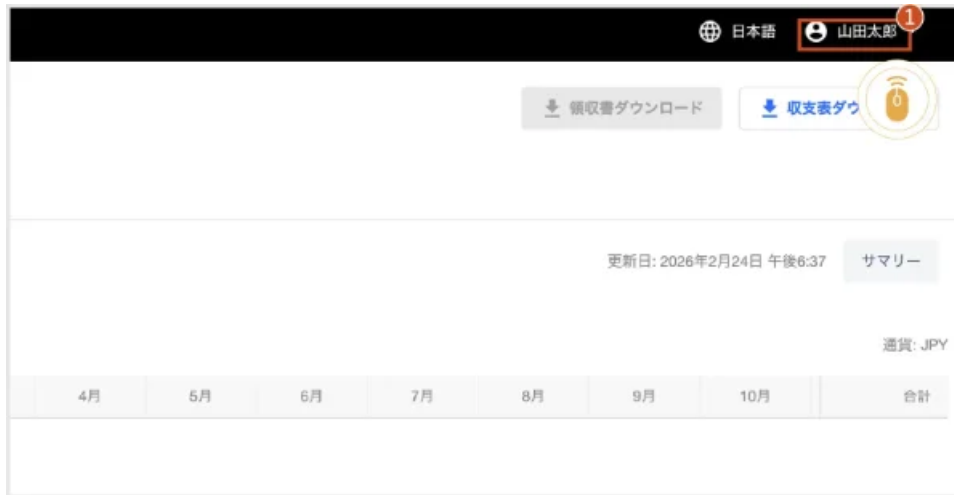 日本語 山田太郎 1
領収書ダウンロード 収支表ダウ
更新日: 2026年2月24日 午後6:37 サマリー
通貨: JPY
4月 5月 6月 7月 8月 9月 10月 合計